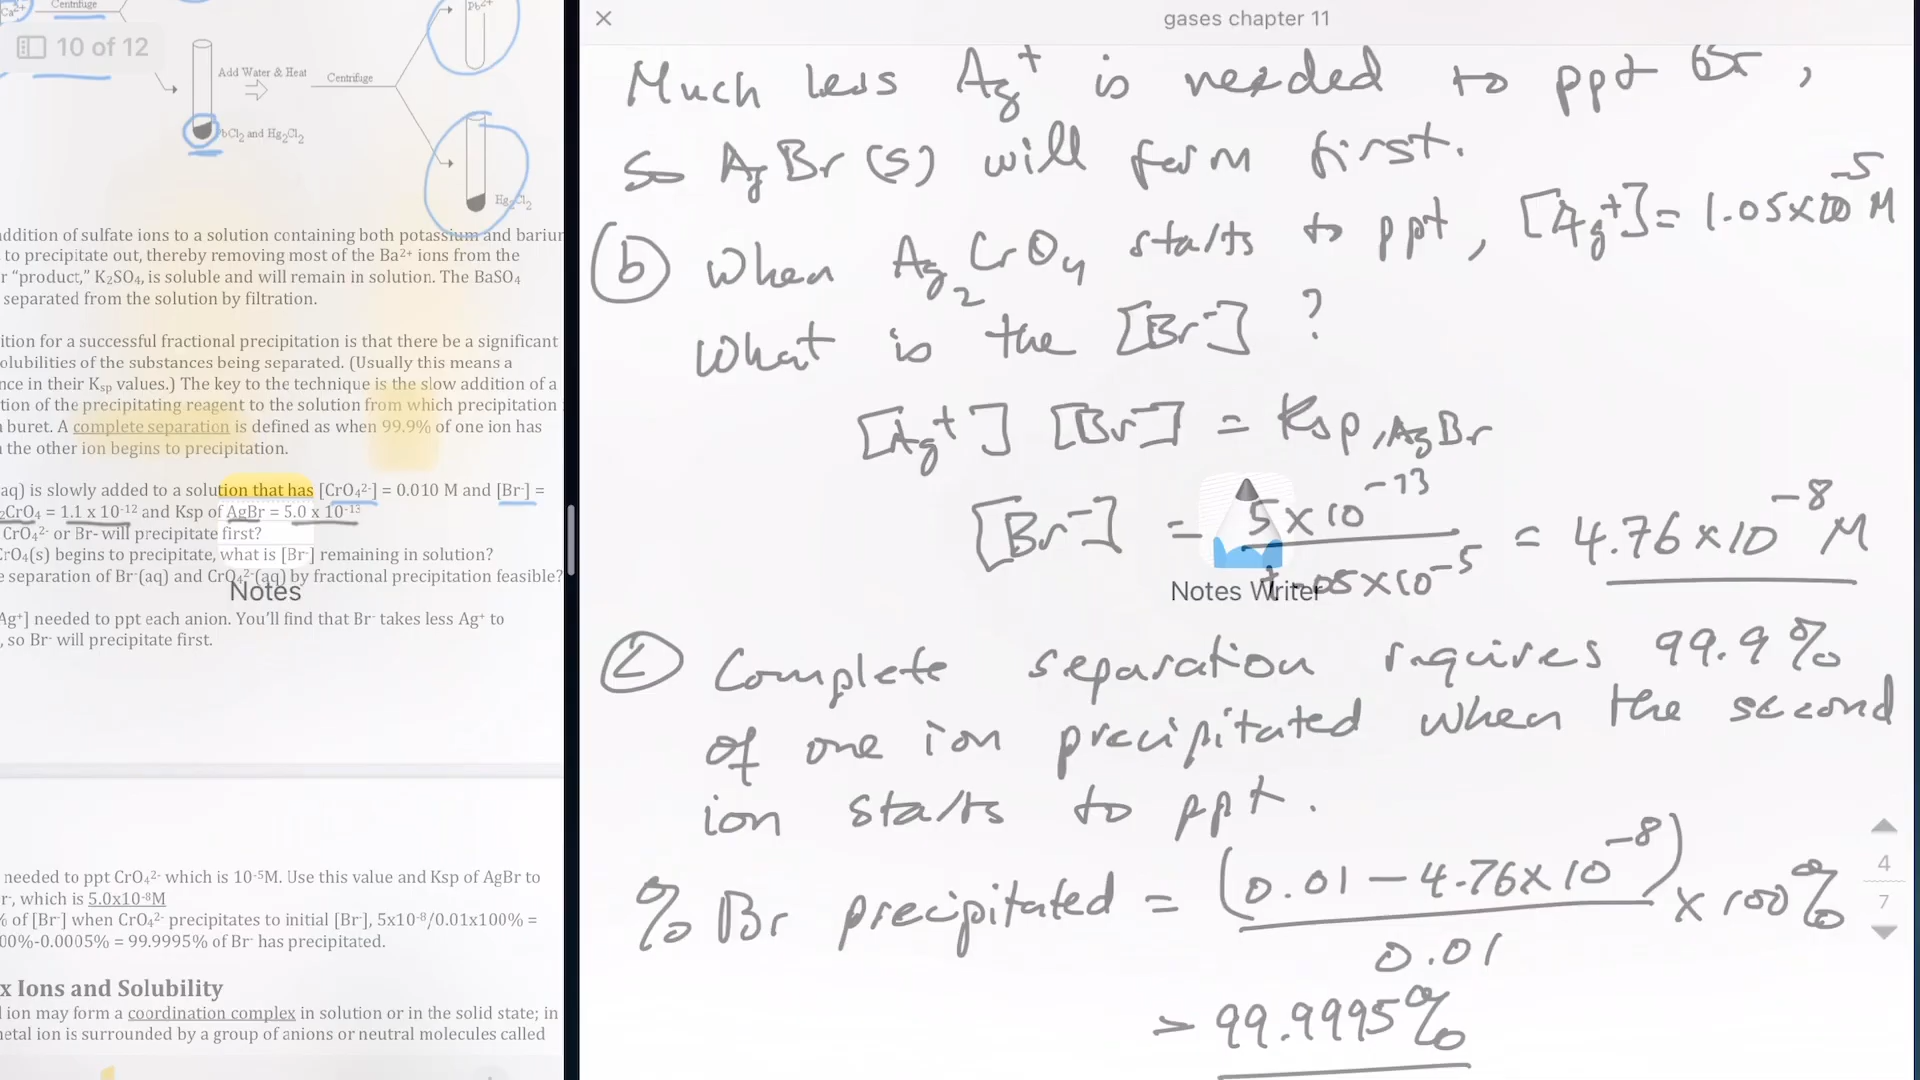 Ca²⁺
Centrifuge
10 of 12
Pb²⁺
Add Water & Heat
Centrifuge
bCl₂ and Hg₂Cl₂
Hg₂Cl₂
addition of sulfate ions to a solution containing both potassium and bariur
to precipitate out, thereby removing most of the Ba²⁺ ions from the
r “product,” K₂SO₄, is soluble and will remain in solution. The BaSO₄
separated from the solution by filtration.
ition for a successful fractional precipitation is that there be a significant
olubilities of the substances being separated. (Usually this means a
nce in their Ksp values.) The key to the technique is the slow addition of a
tion of the precipitating reagent to the solution from which precipitation
a buret. A complete separation is defined as when 99.9% of one ion has
the other ion begins to precipitation.
aq) is slowly added to a solution that has [CrO₄²⁻] = 0.010 M and [Br⁻] =
₂CrO₄ = 1.1 x 10⁻¹² and Ksp of AgBr = 5.0 x 10⁻¹³
CrO₄²⁻ or Br- will precipitate first?
CrO₄(s) begins to precipitate, what is [Br⁻] remaining in solution?
e separation of Br⁻(aq) and CrO₄²⁻(aq) by fractional precipitation feasible?
Notes
Ag⁺] needed to ppt each anion. You’ll find that Br⁻ takes less Ag⁺ to
, so Br⁻ will precipitate first.
needed to ppt CrO₄²⁻ which is 10⁻⁵M. Use this value and Ksp of AgBr to
r⁻, which is 5.0x10⁻⁸M
% of [Br⁻] when CrO₄²⁻ precipitates to initial [Br⁻], 5x10⁻⁸/0.01x100% =
00%-0.0005% = 99.9995% of Br⁻ has precipitated.
x Ions and Solubility
l ion may form a coordination complex in solution or in the solid state; in
netal ion is surrounded by a group of anions or neutral molecules called
gases chapter 11
Much less Ag⁺ is needed to ppt Br,
so AgBr(s) will form first.
(b) When Ag₂CrO₄ starts to ppt, [Ag⁺] = 1.05x10⁻⁵ M
what is the [Br⁻] ?
[Ag⁺] [Br⁻] = Ksp, AgBr
[Br⁻] = 5x10⁻¹³ / 1.05x10⁻⁵ = 4.76x10⁻⁸ M
Notes Writer
(c) Complete separation requires 99.9%
of one ion precipitated when the second
ion starts to ppt.
% Br precipitated = (0.01 - 4.76x10⁻⁸) / 0.01 x 100%
= 99.9995%
4
7